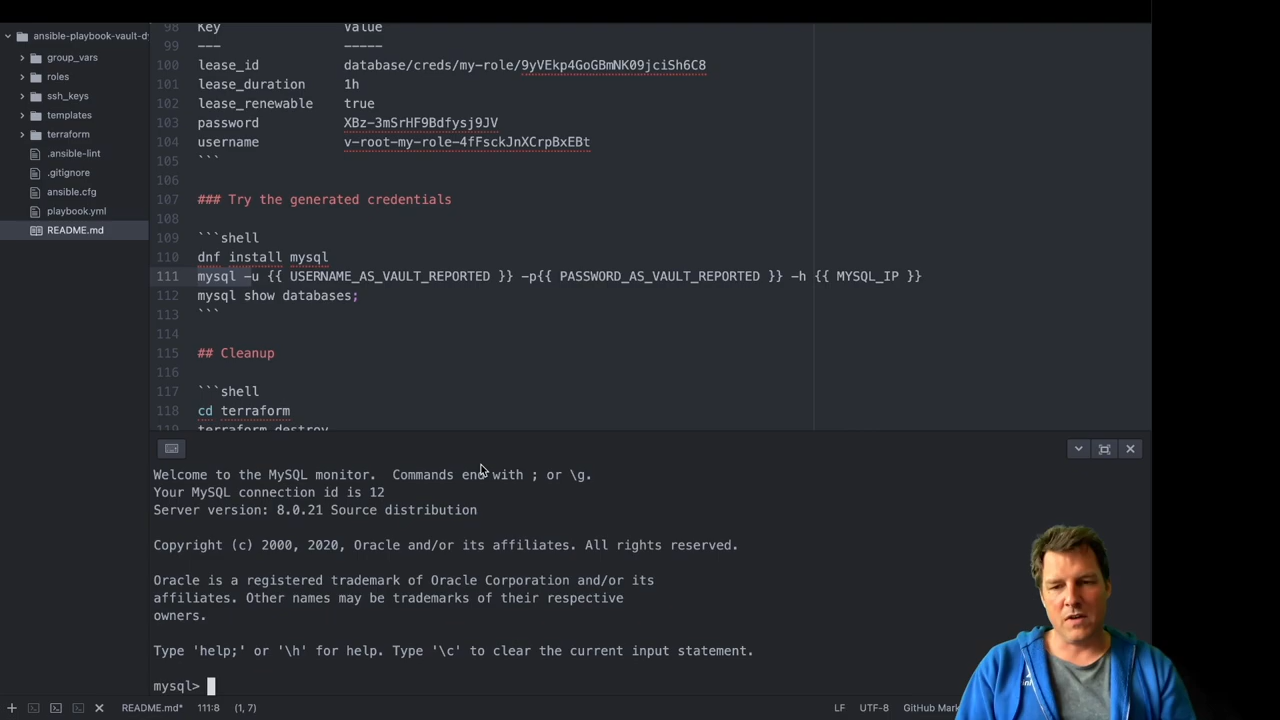 ansible-playbook-vault-d
group_vars
roles
ssh_keys
templates
terraform
.ansible-lint
.gitignore
ansible.cfg
playbook.yml
README.md
98 Key Value
99 --- -----
100 lease_id database/creds/my-role/9yVEkp4GoGBmNK09jciSh6C8
101 lease_duration 1h
102 lease_renewable true
103 password XBz-3mSrHF9Bdfysj9JV
104 username v-root-my-role-4fFsckJnXCrpBxEBt
105 ```
106
107 ### Try the generated credentials
108
109 ```shell
110 dnf install mysql
111 mysql -u {{ USERNAME_AS_VAULT_REPORTED }} -p{{ PASSWORD_AS_VAULT_REPORTED }} -h {{ MYSQL_IP }}
112 mysql show databases;
113 ```
114
115 ## Cleanup
116
117 ```shell
118 cd terraform
119 terraform destroy
Welcome to the MySQL monitor. Commands end with ; or \g.
Your MySQL connection id is 12
Server version: 8.0.21 Source distribution
Copyright (c) 2000, 2020, Oracle and/or its affiliates. All rights reserved.
Oracle is a registered trademark of Oracle Corporation and/or its
affiliates. Other names may be trademarks of their respective
owners.
Type 'help;' or '\h' for help. Type '\c' to clear the current input statement.
mysql>
README.md* 111:8 (1, 7) LF UTF-8 GitHub Mark